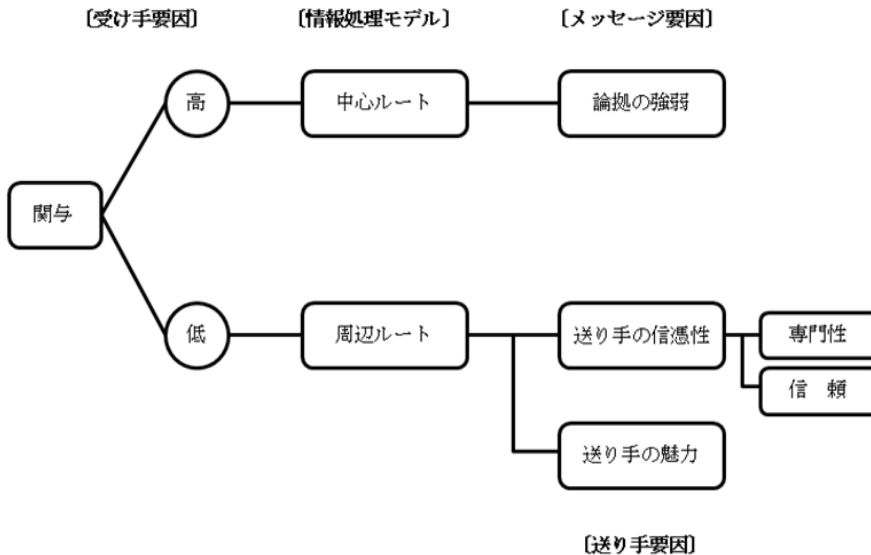 〔受け手要因〕 〔情報処理モデル〕 〔メッセージ要因〕
高 中心ルート 論拠の強弱
関与
低 周辺ルート 送り手の信憑性 専門性
信　頼
送り手の魅力
〔送り手要因〕